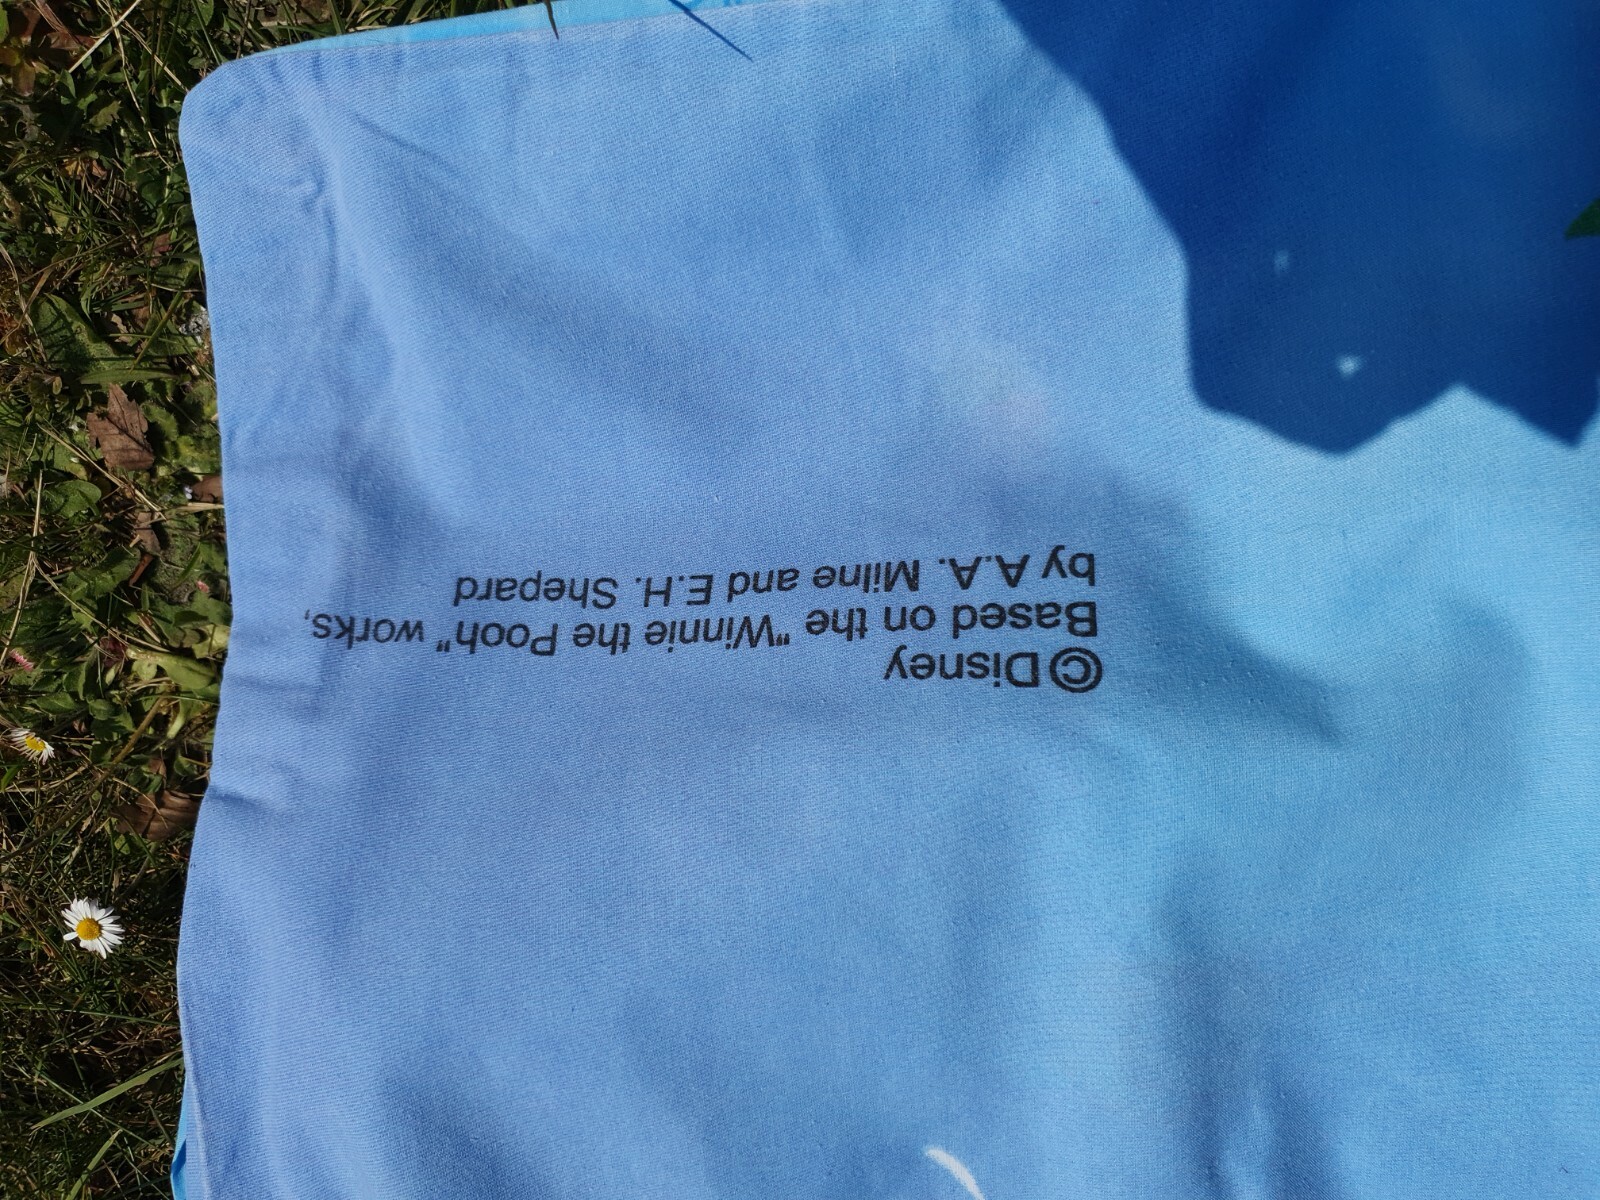 ©Disney
Based on the "Winnie the Pooh" works,
by A.A. Milne and E.H. Shepard